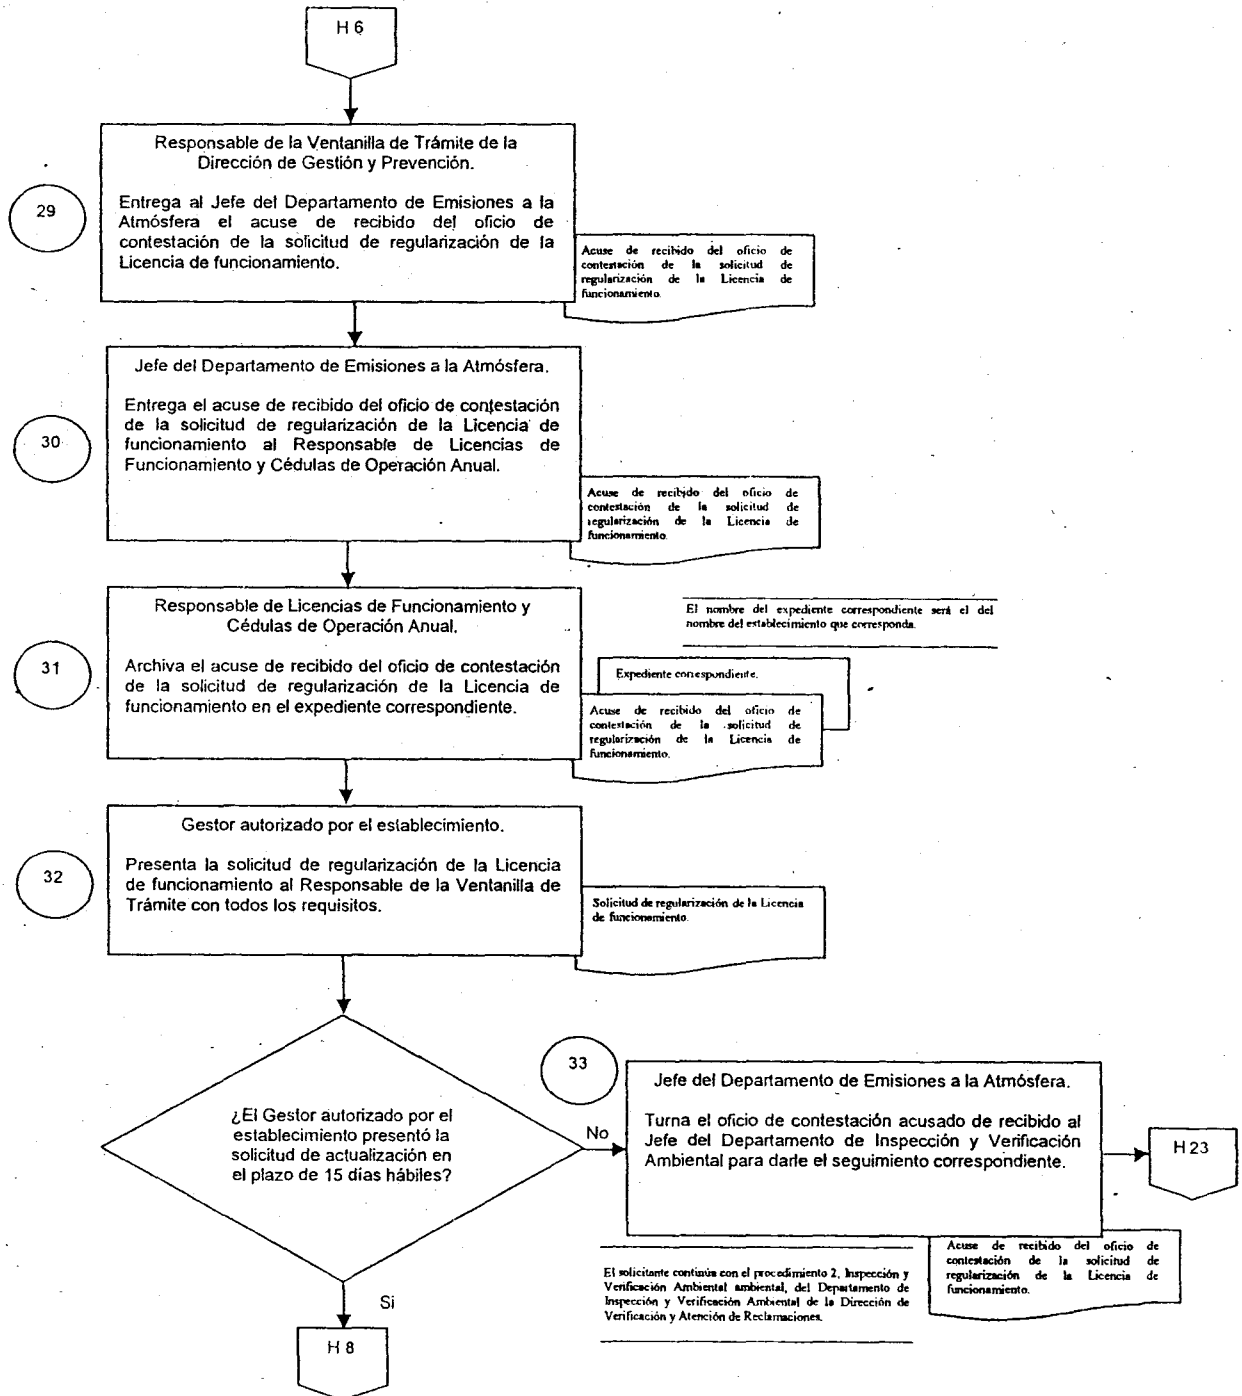 H 6
Responsable de la Ventanilla de Trámite de la
Dirección de Gestión y Prevención.
29
Entrega al Jefe del Departamento de Emisiones a la
Atmósfera el acuse de recibido del oficio de
contestación de la solicitud de regularización de la
Licencia de funcionamiento.
Acuse de recibido del oficio de
contestación de la solicitud de
regularización de la Licencia de
funcionamiento.
Jefe del Departamento de Emisiones a la Atmósfera.
30
Entrega el acuse de recibido del oficio de contestación
de la solicitud de regularización de la Licencia de
funcionamiento al Responsable de Licencias de
Funcionamiento y Cédulas de Operación Anual.
Acuse de recibido del oficio de
contestación de la solicitud de
regularización de la Licencia de
funcionamiento.
Responsable de Licencias de Funcionamiento y
Cédulas de Operación Anual.
31
Archiva el acuse de recibido del oficio de contestación
de la solicitud de regularización de la Licencia de
funcionamiento en el expediente correspondiente.
El nombre del expediente correspondiente será el del
nombre del establecimiento que corresponda.
Expediente correspondiente.
Acuse de recibido del oficio de
contestación de la solicitud de
regularización de la Licencia de
funcionamiento.
Gestor autorizado por el establecimiento.
32
Presenta la solicitud de regularización de la Licencia
de funcionamiento al Responsable de la Ventanilla de
Trámite con todos los requisitos.
Solicitud de regularización de la Licencia
de funcionamiento.
¿El Gestor autorizado por el
establecimiento presentó la
solicitud de actualización en
el plazo de 15 días hábiles?
No
33
Jefe del Departamento de Emisiones a la Atmósfera.
Turna el oficio de contestación acusado de recibido al
Jefe del Departamento de Inspección y Verificación
Ambiental para darle el seguimiento correspondiente.
H 23
Acuse de recibido del oficio de
contestación de la solicitud de
regularización de la Licencia de
funcionamiento.
El solicitante continúa con el procedimiento 2, Inspección y
Verificación Ambiental ambiental, del Departamento de
Inspección y Verificación Ambiental de la Dirección de
Verificación y Atención de Reclamaciones.
Si
H 8